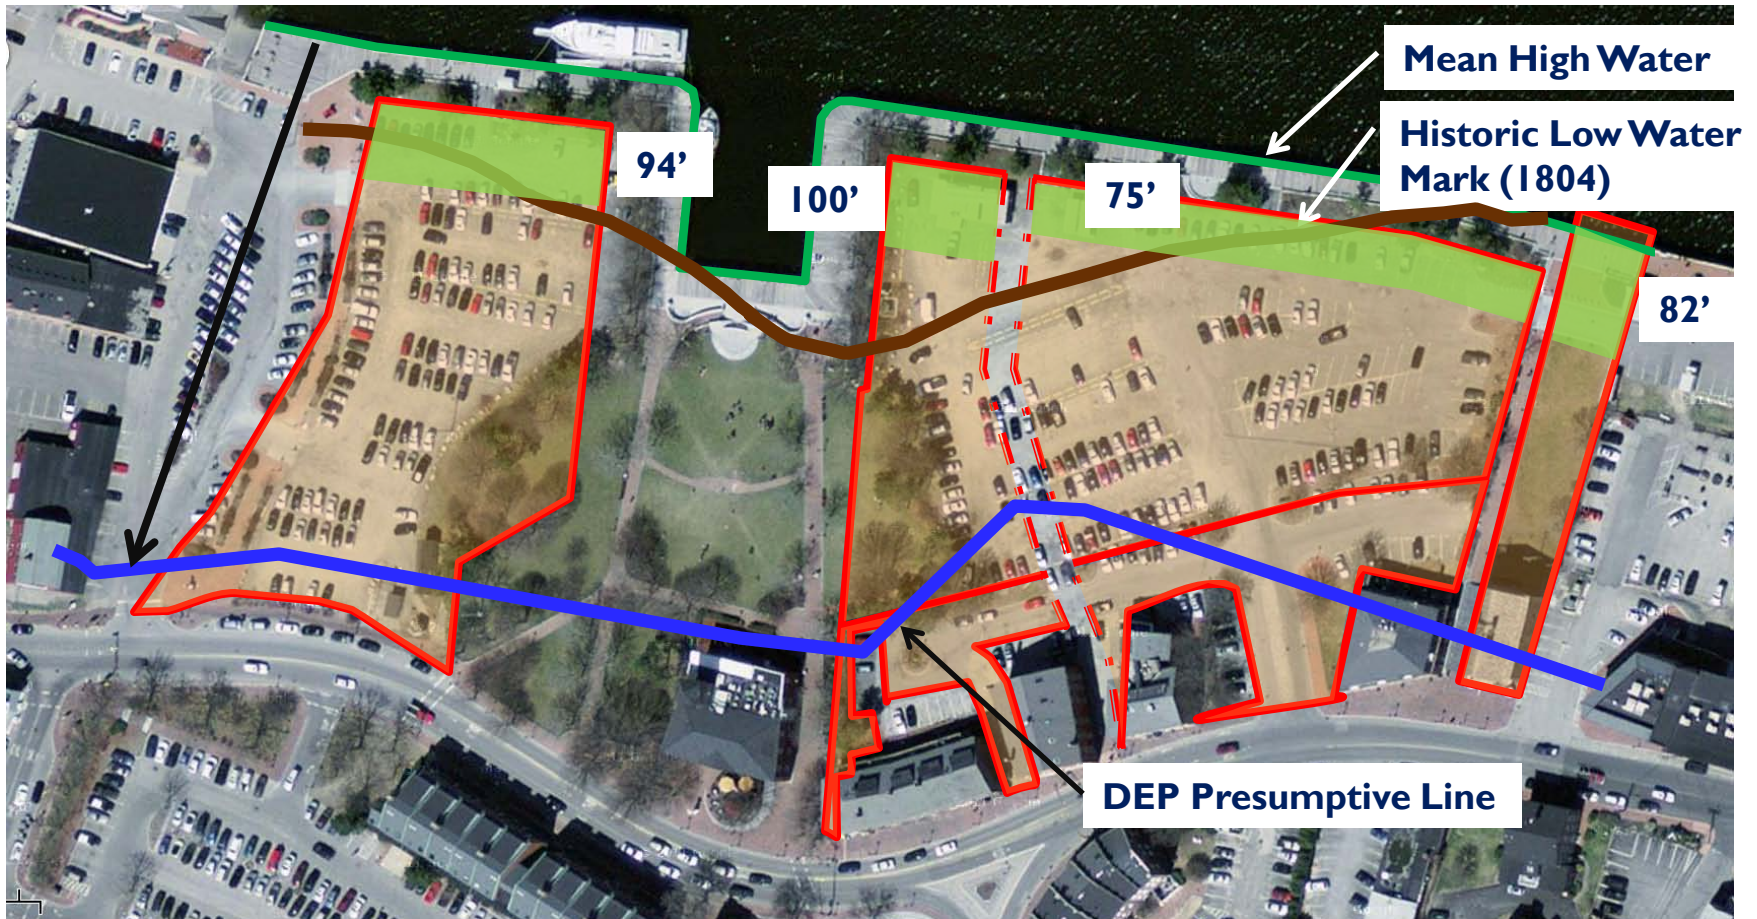 Mean High Water
Historic Low Water
Mark (1804)
94’
100’
75’
82’
DEP Presumptive Line